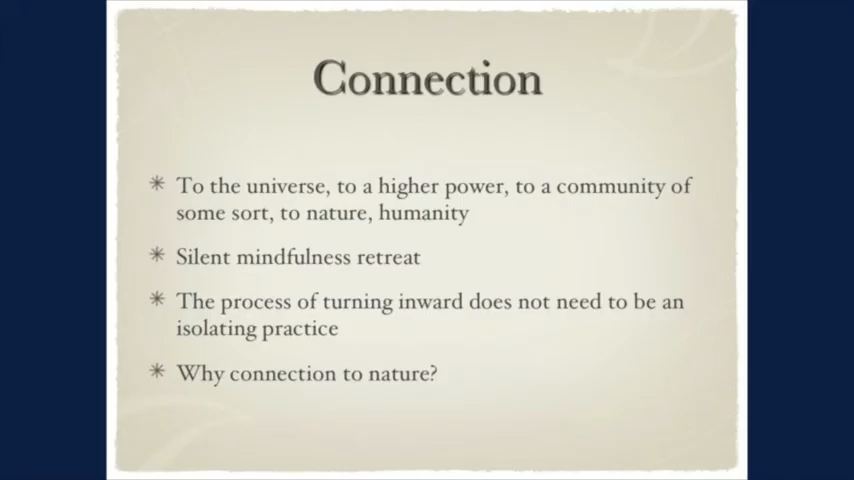 Connection
To the universe, to a higher power, to a community of
some sort, to nature, humanity
Silent mindfulness retreat
The process of turning inward does not need to be an
isolating practice
Why connection to nature?